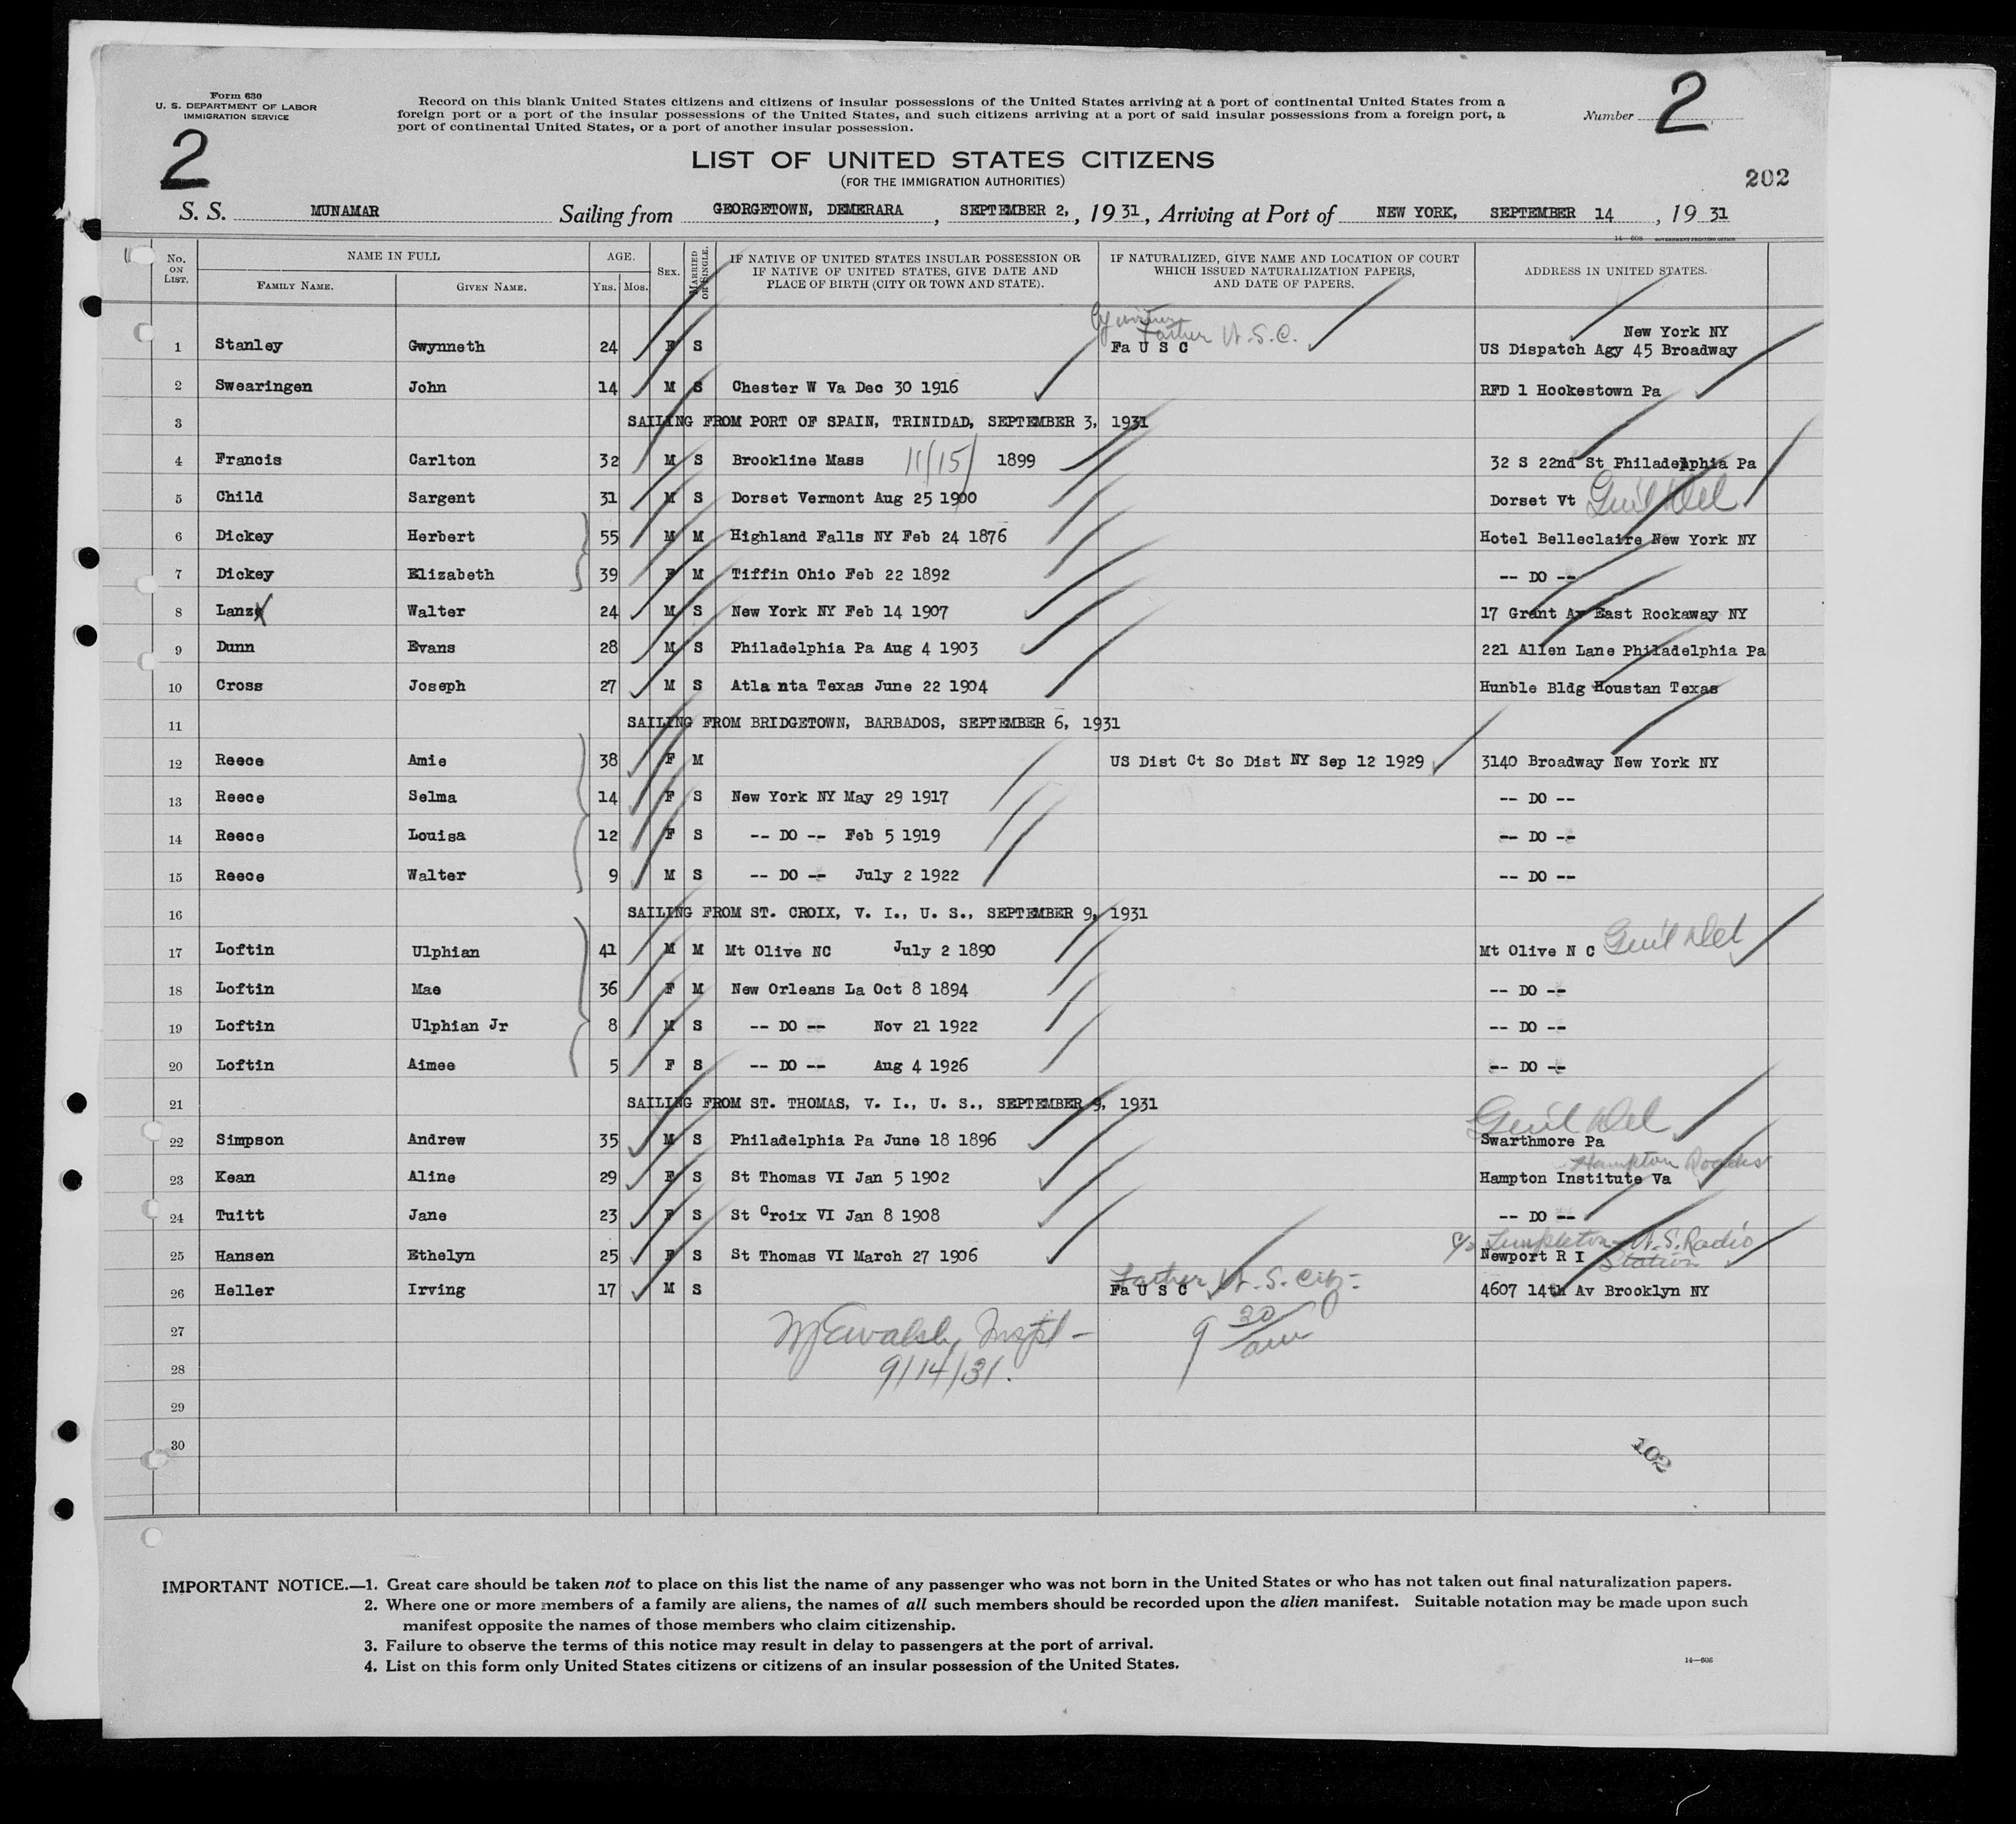 Form 630
U. S. DEPARTMENT OF LABOR
IMMIGRATION SERVICE
Record on this blank United States citizens and citizens of insular possessions of the United States arriving at a port of continental United States from a
foreign port or a port of the insular possessions of the United States, and such citizens arriving at a port of said insular possessions from a foreign port, a
port of continental United States, or a port of another insular possession.
Number 2
2
LIST OF UNITED STATES CITIZENS
(FOR THE IMMIGRATION AUTHORITIES)
202
S. S. MUNAMAR Sailing from GEORGETOWN, DEMERARA, SEPTEMBER 2, , 19 31, Arriving at Port of NEW YORK, SEPTEMBER 14 , 19 31
14—608 GOVERNMENT PRINTING OFFICE
No. ON LIST. NAME IN FULL AGE. SEX. MARRIED OR SINGLE. IF NATIVE OF UNITED STATES INSULAR POSSESSION OR IF NATIVE OF UNITED STATES, GIVE DATE AND PLACE OF BIRTH (CITY OR TOWN AND STATE). IF NATURALIZED, GIVE NAME AND LOCATION OF COURT WHICH ISSUED NATURALIZATION PAPERS, AND DATE OF PAPERS. ADDRESS IN UNITED STATES.
FAMILY NAME. GIVEN NAME. YRS. MOS.
Father U.S.C. New York NY
1 Stanley Gwynneth 24 F S Fa U S C US Dispatch Agy 45 Broadway
2 Swearingen John 14 M S Chester W Va Dec 30 1916 RFD 1 Hookestown Pa
3 SAILING FROM PORT OF SPAIN, TRINIDAD, SEPTEMBER 3, 1931
4 Francis Carlton 32 M S Brookline Mass 11/15/ 1899 32 S 22nd St Philadelphia Pa
5 Child Sargent 31 M S Dorset Vermont Aug 25 1900 Dorset Vt
6 Dickey Herbert 55 M M Highland Falls NY Feb 24 1876 Hotel Belleclaire New York NY
7 Dickey Elizabeth 39 F M Tiffin Ohio Feb 22 1892 -- DO --
8 Lanz Walter 24 M S New York NY Feb 14 1907 17 Grant Av East Rockaway NY
9 Dunn Evans 28 M S Philadelphia Pa Aug 4 1903 221 Allen Lane Philadelphia Pa
10 Cross Joseph 27 M S Atlanta Texas June 22 1904 Hunble Bldg Houstan Texas
11 SAILING FROM BRIDGETOWN, BARBADOS, SEPTEMBER 6, 1931
12 Reece Amie 38 F M US Dist Ct So Dist NY Sep 12 1929 3140 Broadway New York NY
13 Reece Selma 14 F S New York NY May 29 1917 -- DO --
14 Reece Louisa 12 F S -- DO -- Feb 5 1919 -- DO --
15 Reece Walter 9 M S -- DO -- July 2 1922 -- DO --
16 SAILING FROM ST. CROIX, V. I., U. S., SEPTEMBER 9, 1931
17 Loftin Ulphian 41 M M Mt Olive NC July 2 1890 Mt Olive N C
18 Loftin Mae 36 F M New Orleans La Oct 8 1894 -- DO --
19 Loftin Ulphian Jr 8 M S -- DO -- Nov 21 1922 -- DO --
20 Loftin Aimee 5 F S -- DO -- Aug 4 1926 -- DO --
21 SAILING FROM ST. THOMAS, V. I., U. S., SEPTEMBER 9, 1931
22 Simpson Andrew 35 M S Philadelphia Pa June 18 1896 Swarthmore Pa
Hampton Roads
23 Kean Aline 29 F S St Thomas VI Jan 5 1902 Hampton Institute Va
24 Tuitt Jane 23 F S St Croix VI Jan 8 1908 -- DO --
U.S. Radio
25 Hansen Ethelyn 25 F S St Thomas VI March 27 1906 Newport R I Station
Father U.S. Citz-
26 Heller Irving 17 M S Fa U S C 4607 14th Av Brooklyn NY
27 9 30/am
28 9/14/31.
29
30
102
IMPORTANT NOTICE.—1. Great care should be taken not to place on this list the name of any passenger who was not born in the United States or who has not taken out final naturalization papers.
2. Where one or more members of a family are aliens, the names of all such members should be recorded upon the alien manifest. Suitable notation may be made upon such
manifest opposite the names of those members who claim citizenship.
3. Failure to observe the terms of this notice may result in delay to passengers at the port of arrival.
4. List on this form only United States citizens or citizens of an insular possession of the United States.
14—608